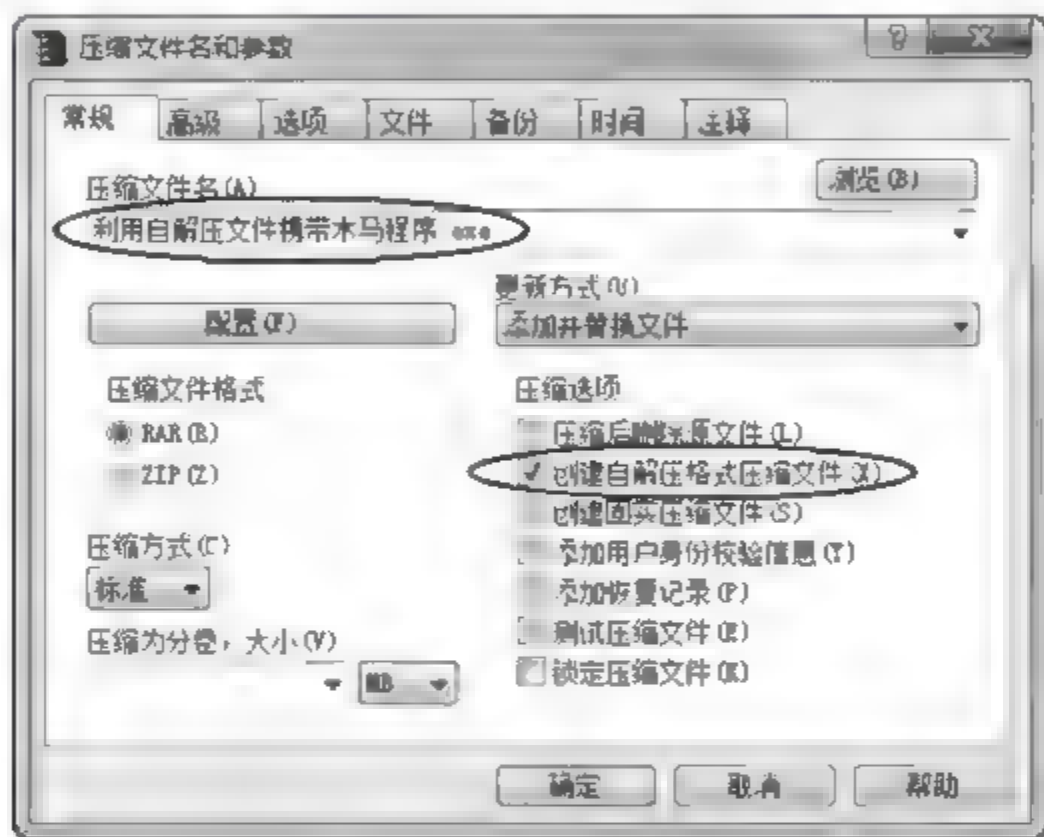 压缩文件名和参数
常规 高级 选项 文件 备份 时间 注释
压缩文件名(A)
浏览(B)
利用自解压文件携带木马程序 exe
更新方式(U)
配置(F)
添加并替换文件
压缩文件格式
RAR(R)
ZIP(Z)
压缩选项
压缩后删除原文件(L)
创建自解压格式压缩文件(X)
创建固实压缩文件(S)
添加用户身份校验信息(Y)
添加恢复记录(P)
测试压缩文件(E)
锁定压缩文件(K)
压缩方式(C)
标准
压缩为分卷，大小(V)
MB
确定 取消 帮助